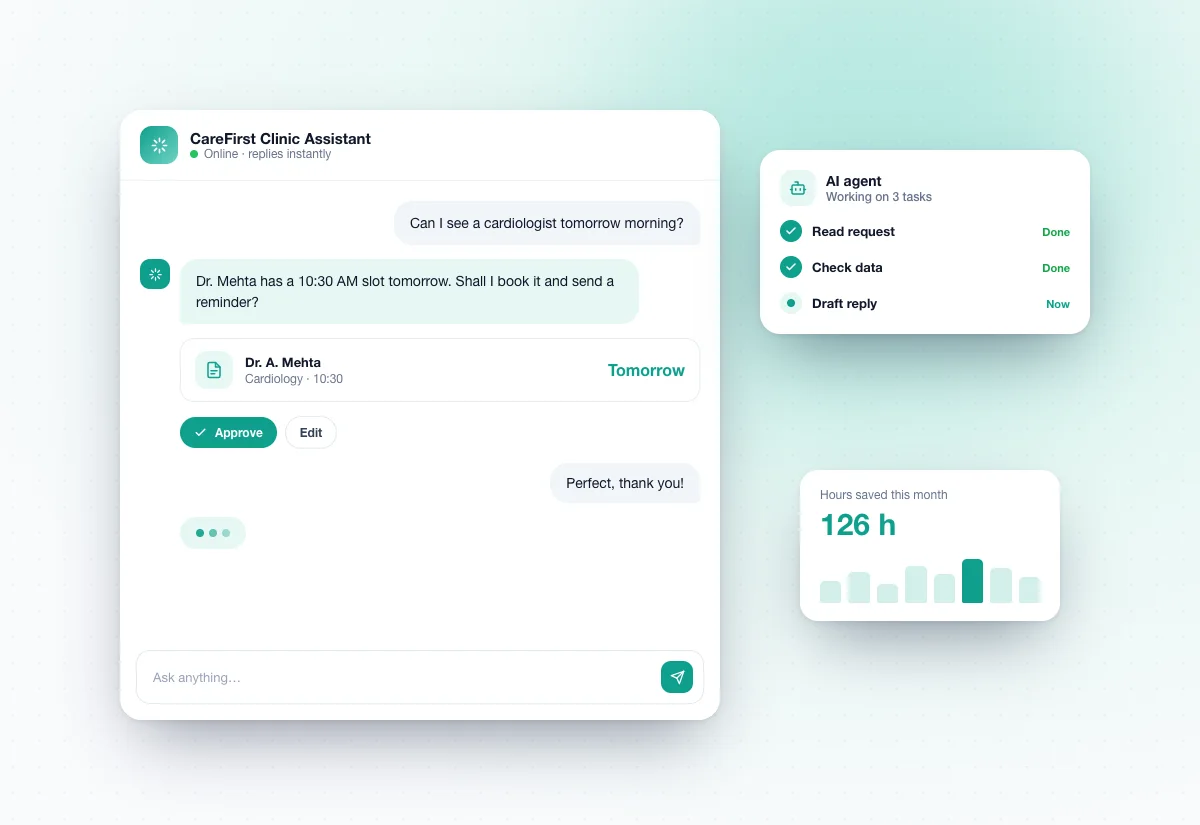 CareFirst Clinic Assistant
Online · replies instantly
Can I see a cardiologist tomorrow morning?
Dr. Mehta has a 10:30 AM slot tomorrow. Shall I book it and send a
reminder?
Dr. A. Mehta
Cardiology · 10:30
Tomorrow
Approve
Edit
Perfect, thank you!
Ask anything…
AI agent
Working on 3 tasks
Read request
Done
Check data
Done
Draft reply
Now
Hours saved this month
126 h